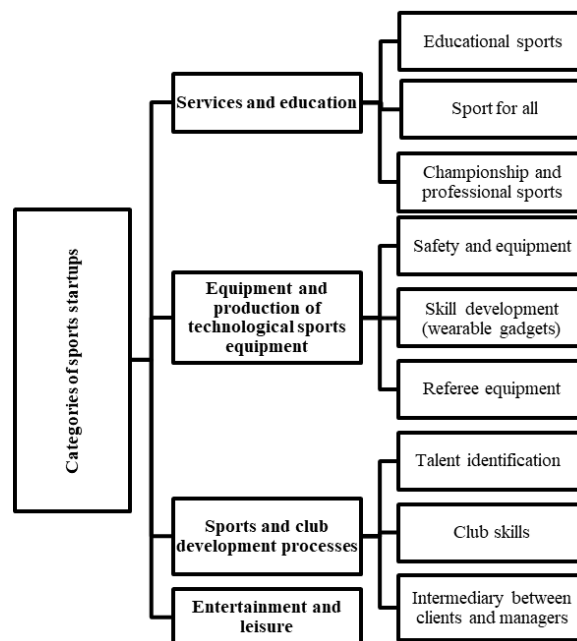 Categories of sports startups
Services and education
Educational sports
Sport for all
Championship and
professional sports
Equipment and
production of
technological sports
equipment
Safety and equipment
Skill development
(wearable gadgets)
Referee equipment
Sports and club
development processes
Talent identification
Club skills
Intermediary between
clients and managers
Entertainment and
leisure